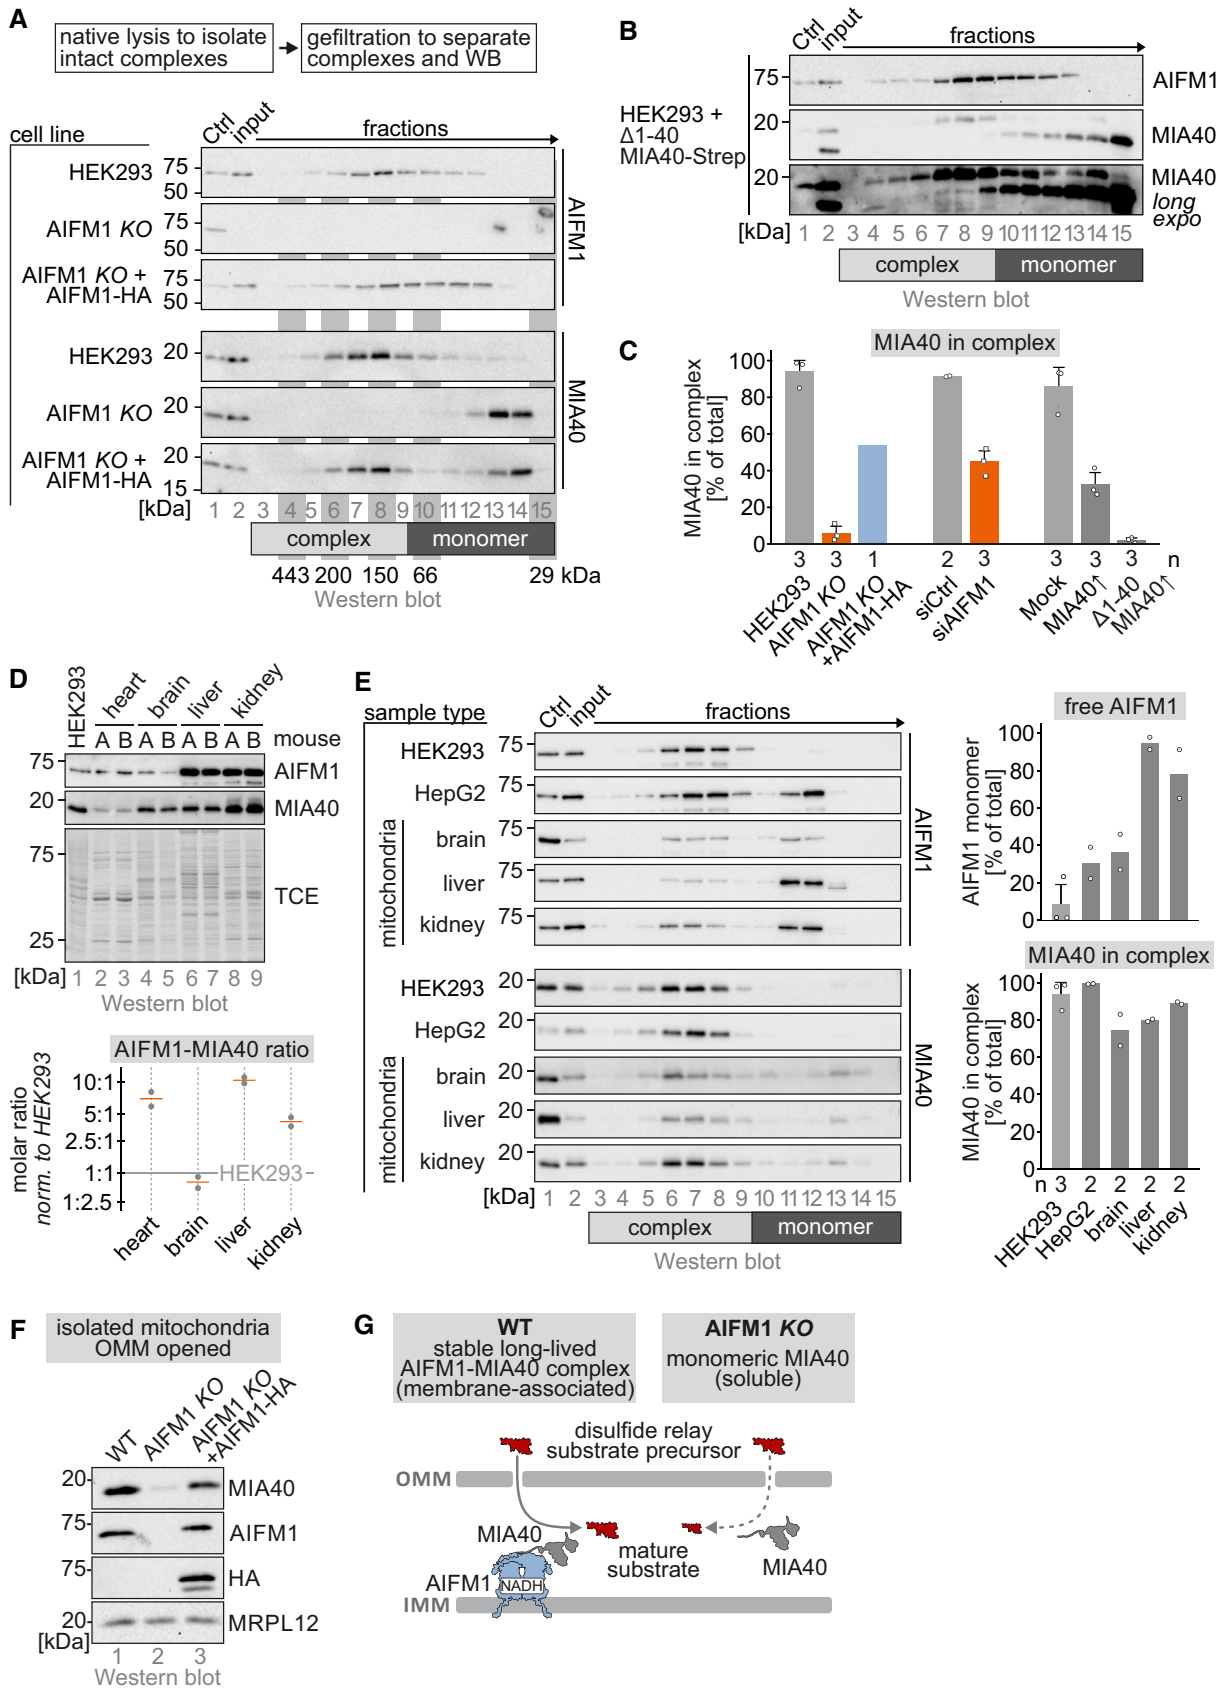 A
native lysis to isolate
intact complexes
gefiltration to separate
complexes and WB
cell line
Ctrl
input
fractions
HEK293
75
50
AIFM1 KO
75
50
AIFM1 KO +
AIFM1-HA
75
50
AIFM1
HEK293
20
AIFM1 KO
20
AIFM1 KO +
AIFM1-HA
20
15
MIA40
[kDa]
1 2 3 4 5 6 7 8 9 10 11 12 13 14 15
complex
monomer
443 200 150 66 29 kDa
Western blot
B
Ctrl
input
fractions
HEK293 +
Δ1-40
MIA40-Strep
75
AIFM1
20
MIA40
20
MIA40
long
expo
[kDa]
1 2 3 4 5 6 7 8 9 10 11 12 13 14 15
complex
monomer
Western blot
C
MIA40 in complex
MIA40 in complex
[% of total]
100
80
60
40
20
0
3 3 1 2 3 3 3 3 n
HEK293
AIFM1 KO
AIFM1 KO
+AIFM1-HA
siCtrl
siAIFM1
Mock
MIA40↑
Δ1-40
MIA40↑
D
HEK293
heart
brain
liver
kidney
A B A B A B A B mouse
75
AIFM1
20
MIA40
75
TCE
25
[kDa]
1 2 3 4 5 6 7 8 9
Western blot
AIFM1-MIA40 ratio
molar ratio
norm. to HEK293
10:1
5:1
2.5:1
1:1
1:2.5
HEK293
heart
brain
liver
kidney
E
sample type
Ctrl
input
fractions
HEK293
75
HepG2
75
mitochondria
brain
75
liver
75
kidney
75
AIFM1
HEK293
20
HepG2
20
mitochondria
brain
20
liver
20
kidney
20
MIA40
[kDa]
1 2 3 4 5 6 7 8 9 10 11 12 13 14 15
complex
monomer
Western blot
free AIFM1
AIFM1 monomer
[% of total]
100
80
60
40
20
0
MIA40 in complex
MIA40 in complex
[% of total]
100
80
60
40
20
0
n 3 2 2 2 2
HEK293
HepG2
brain
liver
kidney
F
isolated mitochondria
OMM opened
WT
AIFM1 KO
AIFM1 KO
+AIFM1-HA
20
MIA40
75
AIFM1
75
HA
20
MRPL12
[kDa]
1 2 3
Western blot
G
WT
stable long-lived
AIFM1-MIA40 complex
(membrane-associated)
AIFM1 KO
monomeric MIA40
(soluble)
disulfide relay
substrate precursor
OMM
MIA40
mature
substrate
MIA40
AIFM1
NADH
IMM